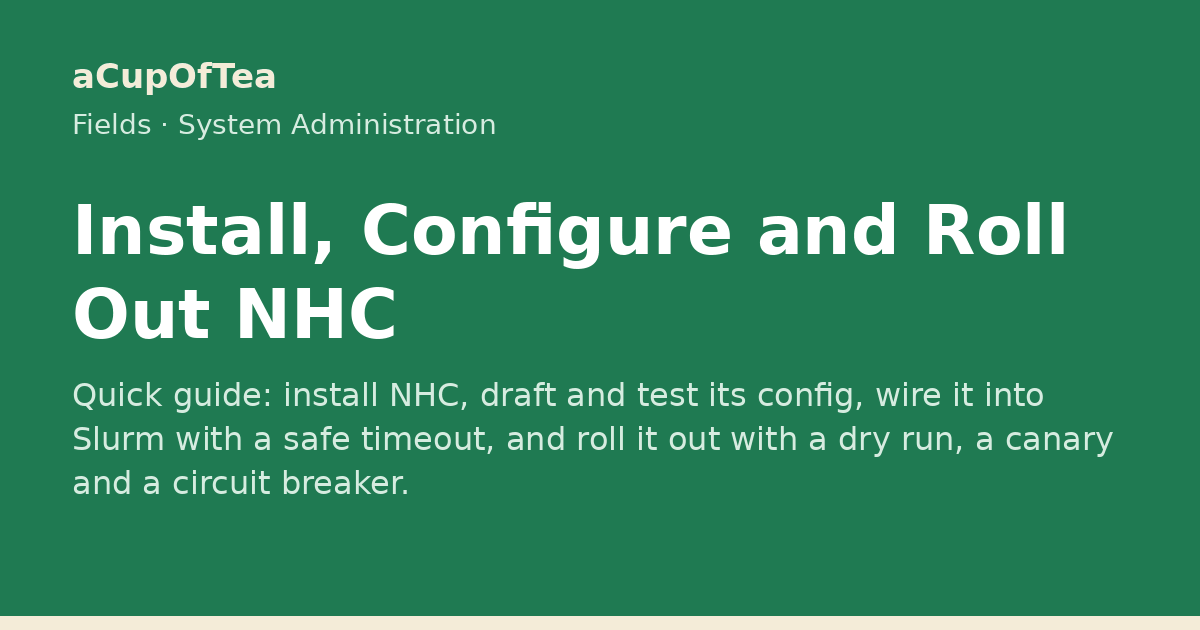 aCupOfTea
Fields · System Administration
Install, Configure and Roll
Out NHC
Quick guide: install NHC, draft and test its config, wire it into
Slurm with a safe timeout, and roll it out with a dry run, a canary
and a circuit breaker.